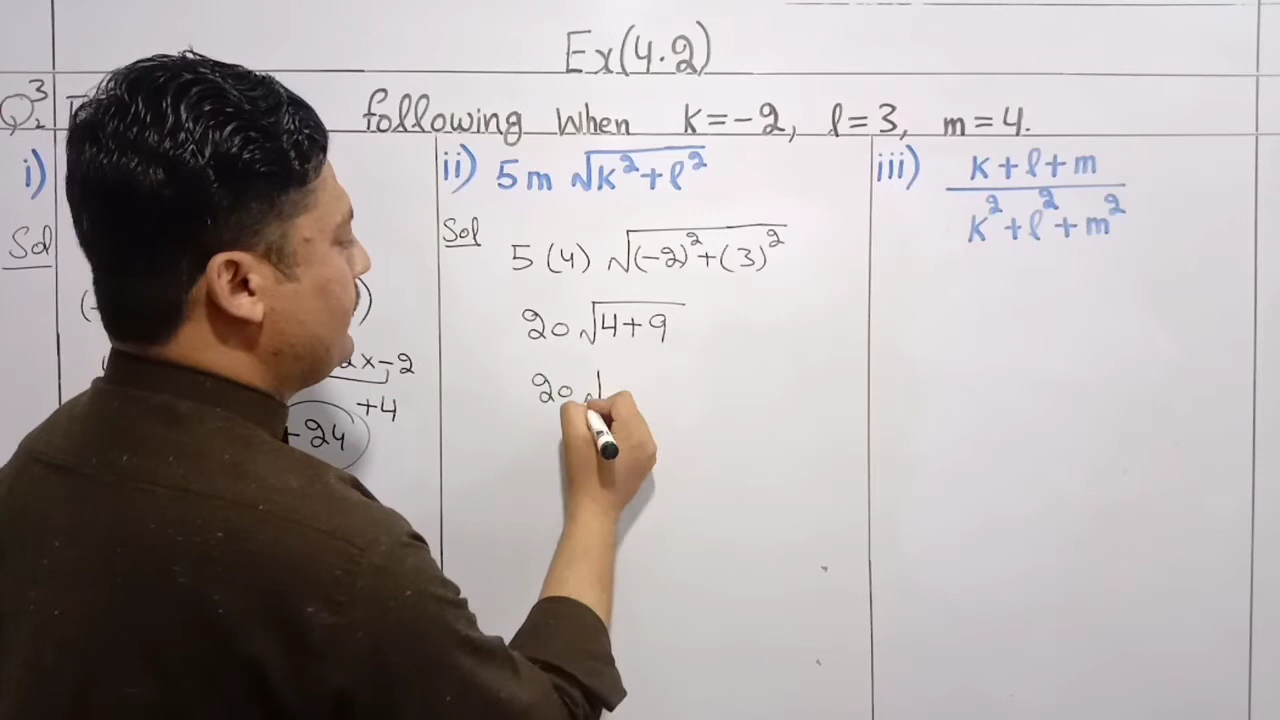 Ex(4.2)
Q3 following when k=-2, l=3, m=4.
i)
Sol
2x-2
+4
24
ii) 5m √(k²+l²)
Sol
5(4) √((-2)²+(3)²)
20√(4+9)
20√
iii) (k+l+m)/(k²+l²+m²)